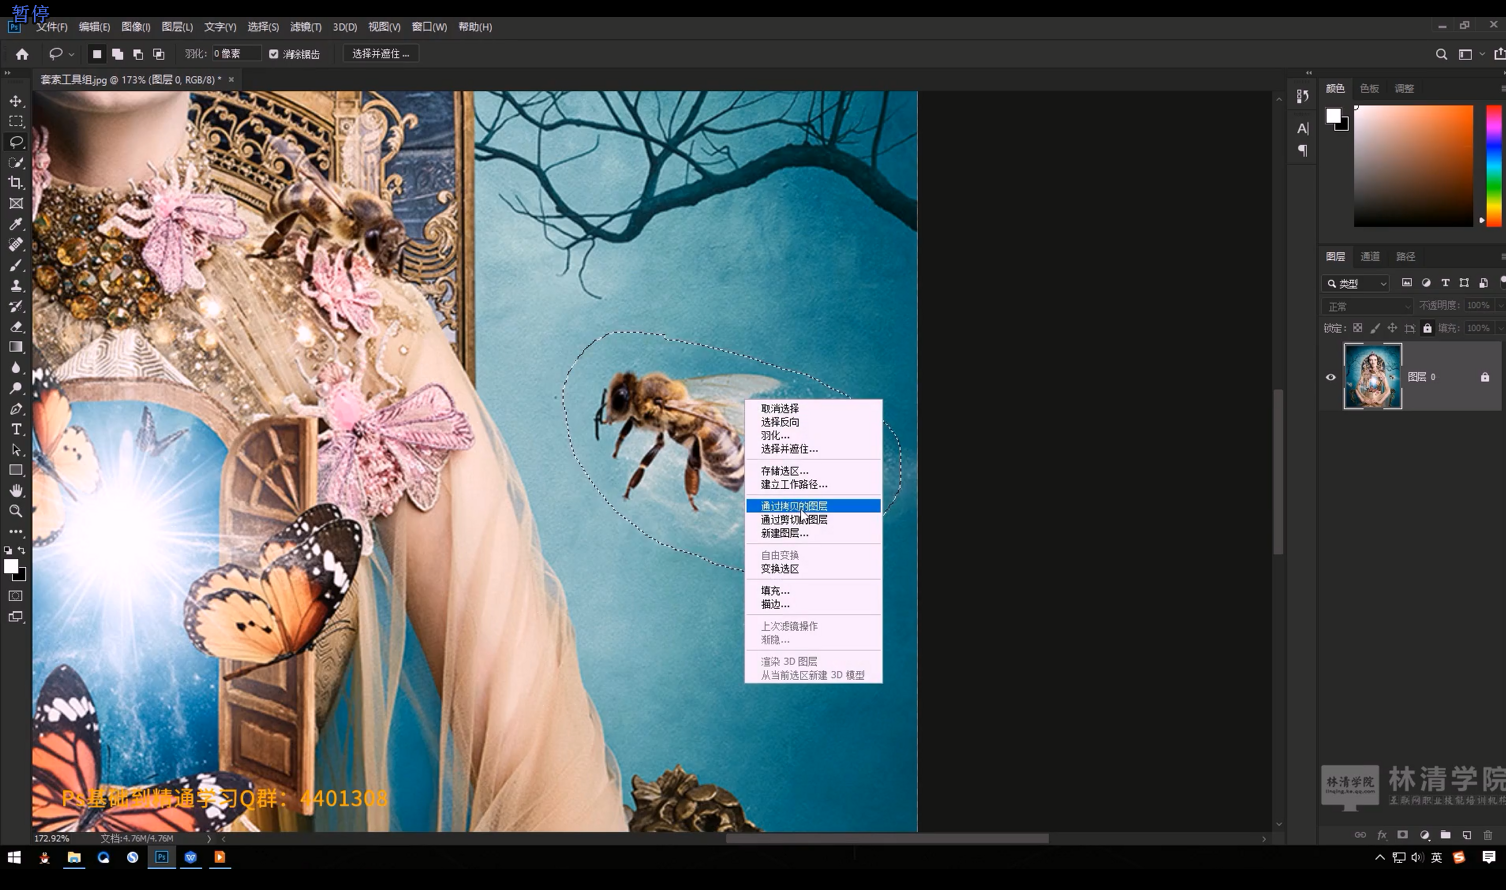 暂停
文件(F) 编辑(E) 图像(I) 图层(L) 文字(Y) 选择(S) 滤镜(T) 3D(D) 视图(V) 窗口(W) 帮助(H)
羽化: 0 像素 消除锯齿 选择并遮住 ...
套索工具组.jpg @ 173% (图层 0, RGB/8) * ×
颜色 色板 调整
图层 通道 路径
类型
正常 不透明度: 100%
锁定: 填充: 100%
图层 0
取消选择
选择反向
羽化...
选择并遮住...
存储选区...
建立工作路径...
通过拷贝的图层
通过剪切的图层
新建图层...
自由变换
变换选区
填充...
描边...
上次滤镜操作
渐隐...
渲染 3D 图层
从当前选区新建 3D 模型
Ps基础到精通学习Q群：4401308
林清学院
林清学院
互联网职业技能培训机构
172.92% 文档:4.76M/4.76M
英